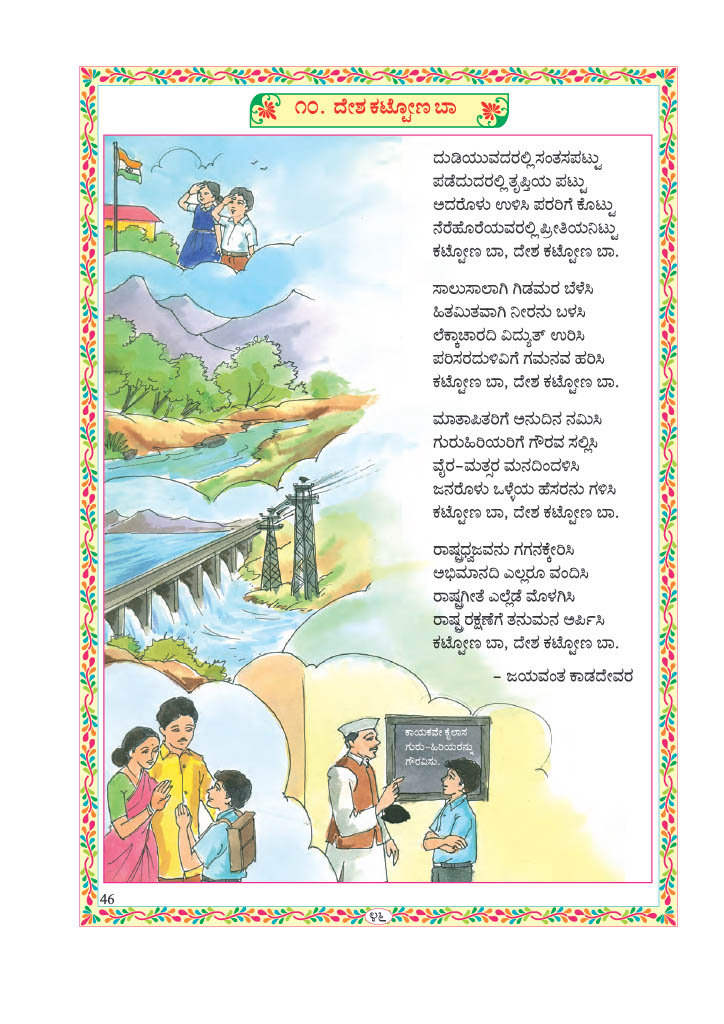 ೧೦. ದೇಶ ಕಟ್ಟೋಣ ಬಾ
ದುಡಿಯುವದರಲ್ಲಿ ಸಂತಸಪಟ್ಟು
ಪಡೆದುದರಲ್ಲಿ ತೃಪ್ತಿಯ ಪಟ್ಟು
ಅದರೊಳು ಉಳಿಸಿ ಪರರಿಗೆ ಕೊಟ್ಟು
ನೆರೆಹೊರೆಯವರಲ್ಲಿ ಪ್ರೀತಿಯನಿಟ್ಟು
ಕಟ್ಟೋಣ ಬಾ, ದೇಶ ಕಟ್ಟೋಣ ಬಾ.
ಸಾಲುಸಾಲಾಗಿ ಗಿಡಮರ ಬೆಳೆಸಿ
ಹಿತಮಿತವಾಗಿ ನೀರನು ಬಳಸಿ
ಲೆಕ್ಕಾಚಾರದಿ ವಿದ್ಯುತ್ ಉರಿಸಿ
ಪರಿಸರದುಳಿವಿಗೆ ಗಮನವ ಹರಿಸಿ
ಕಟ್ಟೋಣ ಬಾ, ದೇಶ ಕಟ್ಟೋಣ ಬಾ.
ಮಾತಾಪಿತರಿಗೆ ಅನುದಿನ ನಮಿಸಿ
ಗುರುಹಿರಿಯರಿಗೆ ಗೌರವ ಸಲ್ಲಿಸಿ
ವೈರ-ಮತ್ಸರ ಮನದಿಂದಳಿಸಿ
ಜನರೊಳು ಒಳ್ಳೆಯ ಹೆಸರನು ಗಳಿಸಿ
ಕಟ್ಟೋಣ ಬಾ, ದೇಶ ಕಟ್ಟೋಣ ಬಾ.
ರಾಷ್ಟ್ರಧ್ವಜವನು ಗಗನಕ್ಕೇರಿಸಿ
ಅಭಿಮಾನದಿ ಎಲ್ಲರೂ ವಂದಿಸಿ
ರಾಷ್ಟ್ರಗೀತೆ ಎಲ್ಲೆಡೆ ಮೊಳಗಿಸಿ
ರಾಷ್ಟ್ರರಕ್ಷಣೆಗೆ ತನುಮನ ಅರ್ಪಿಸಿ
ಕಟ್ಟೋಣ ಬಾ, ದೇಶ ಕಟ್ಟೋಣ ಬಾ.
- ಜಯವಂತ ಕಾಡದೇವರ
ಕಾಯಕವೇ ಕೈಲಾಸ
ಗುರು-ಹಿರಿಯರನ್ನು
ಗೌರವಿಸು.
46
೪೬